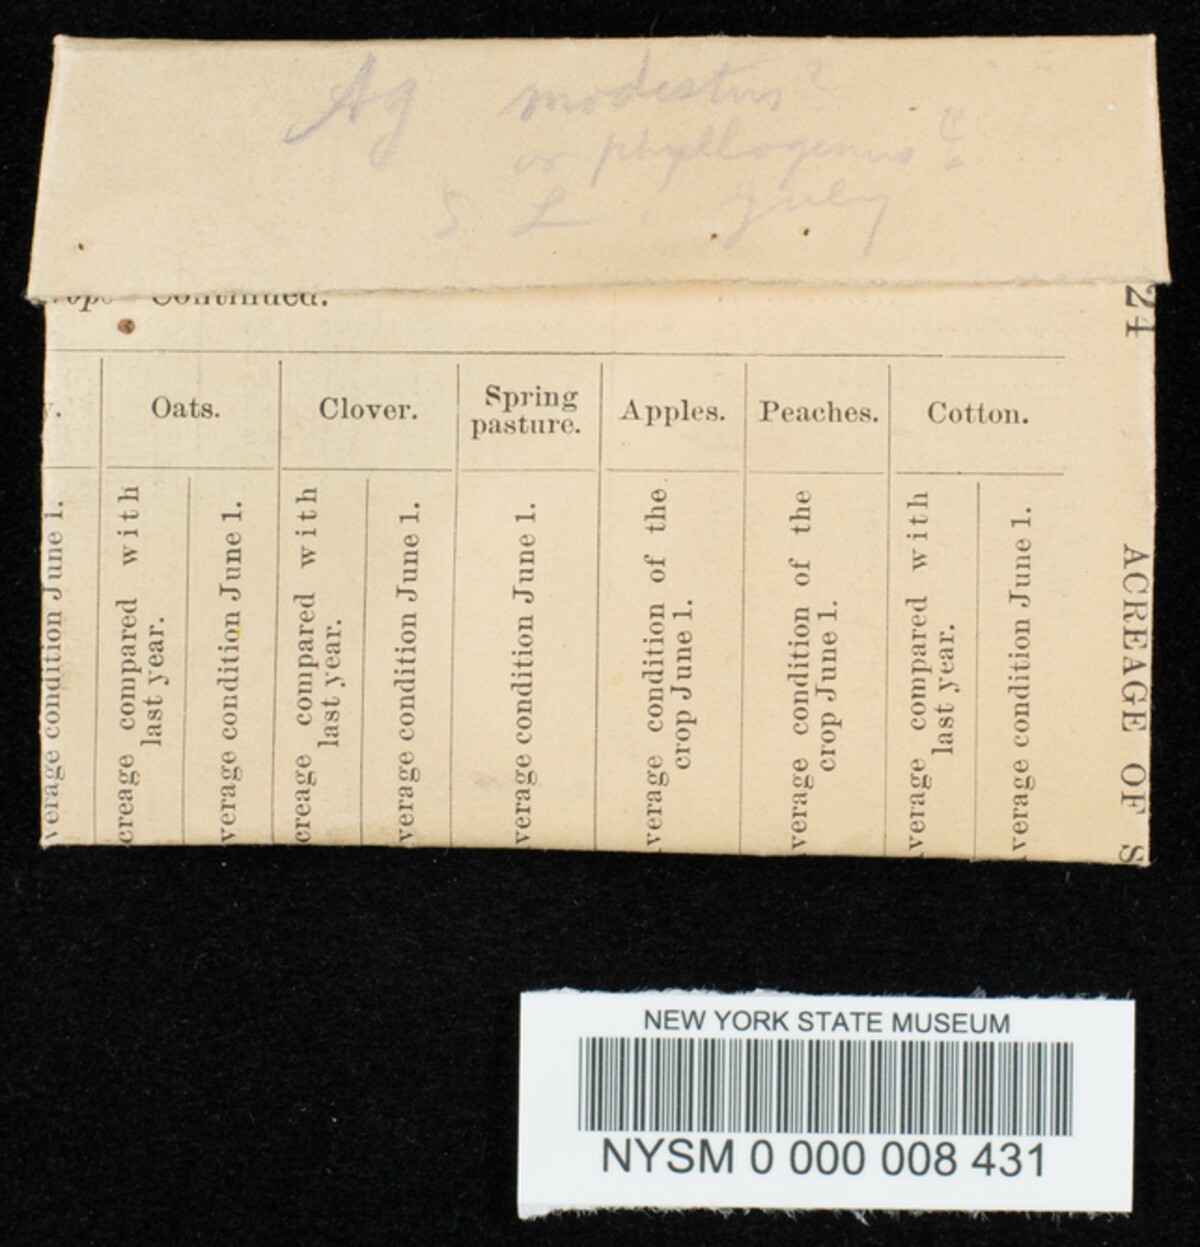 Ag modestus?
or phyllogenus?
S L July
Continued.
24
Oats.
Clover.
Spring pasture.
Apples.
Peaches.
Cotton.
verage condition June 1.
creage compared with
last year.
verage condition June 1.
creage compared with
last year.
verage condition June 1.
verage condition June 1.
verage condition of the
crop June 1.
verage condition of the
crop June 1.
verage compared with
last year.
verage condition June 1.
ACREAGE OF S
NEW YORK STATE MUSEUM
NYSM 0 000 008 431